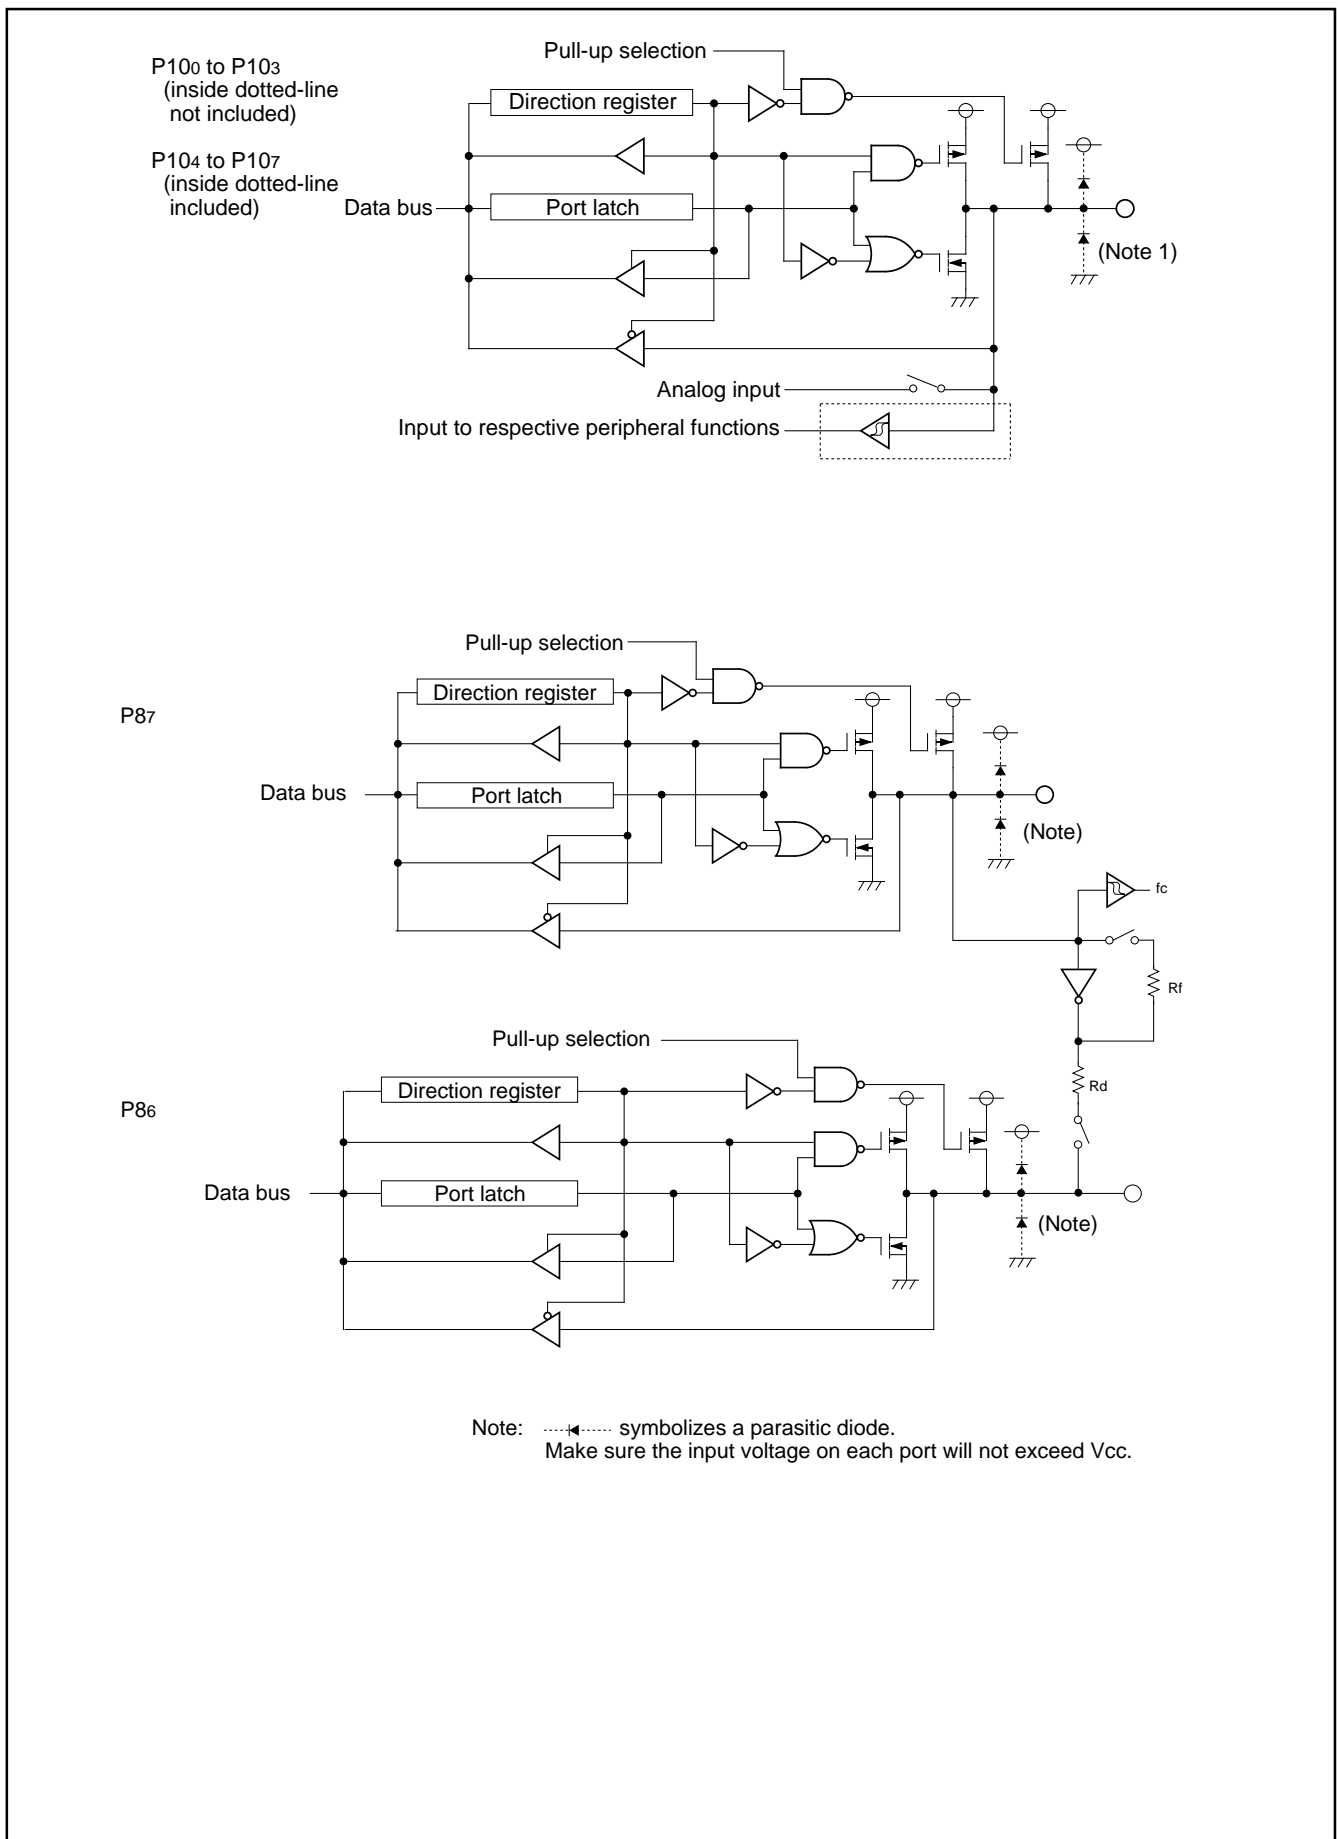 Pull-up selection
P100 to P103
(inside dotted-line
not included)
Direction register
P104 to P107
(inside dotted-line
included)
Data bus
Port latch
(Note 1)
Analog input
Input to respective peripheral functions
Pull-up selection
Direction register
P87
Data bus
Port latch
(Note)
fc
Rf
Pull-up selection
Direction register
Rd
P86
Data bus
Port latch
(Note)
Note: symbolizes a parasitic diode.
Make sure the input voltage on each port will not exceed Vcc.